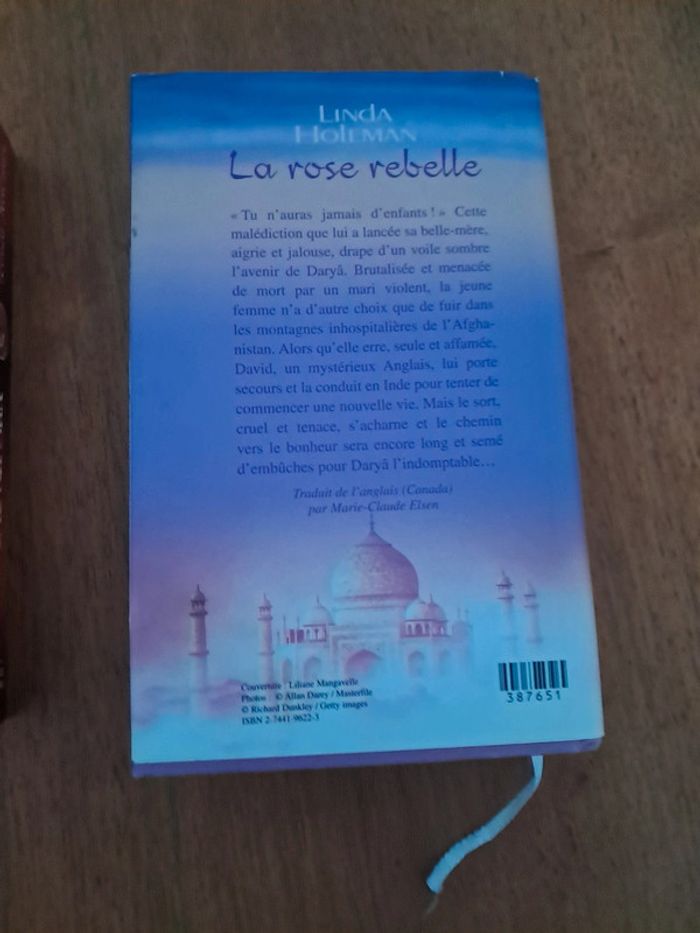 LINDA
HOLEMAN
La rose rebelle
« Tu n'auras jamais d'enfants ! » Cette
malédiction que lui a lancée sa belle-mère,
aigrie et jalouse, drape d'un voile sombre
l'avenir de Daryâ. Brutalisée et menacée
de mort par un mari violent, la jeune
femme n'a d'autre choix que de fuir dans
les montagnes inhospitalières de l'Afgha-
nistan. Alors qu'elle erre, seule et affamée,
David, un mystérieux Anglais, lui porte
secours et la conduit en Inde pour tenter de
commencer une nouvelle vie. Mais le sort,
cruel et tenace, s'acharne et le chemin
vers le bonheur sera encore long et semé
d'embûches pour Daryâ l'indomptable…
Traduit de l'anglais (Canada)
par Marie-Claude Elsen
Couverture : Liliane Mangavelle
Photos : © Allan Davey / Masterfile
© Richard Dunkley / Getty images
ISBN 2-7441-9622-3
387651